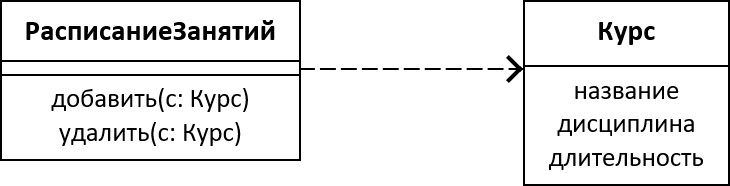 РасписаниеЗанятий
добавить(с: Курс)
удалить(с: Курс)
Курс
название
дисциплина
длительность